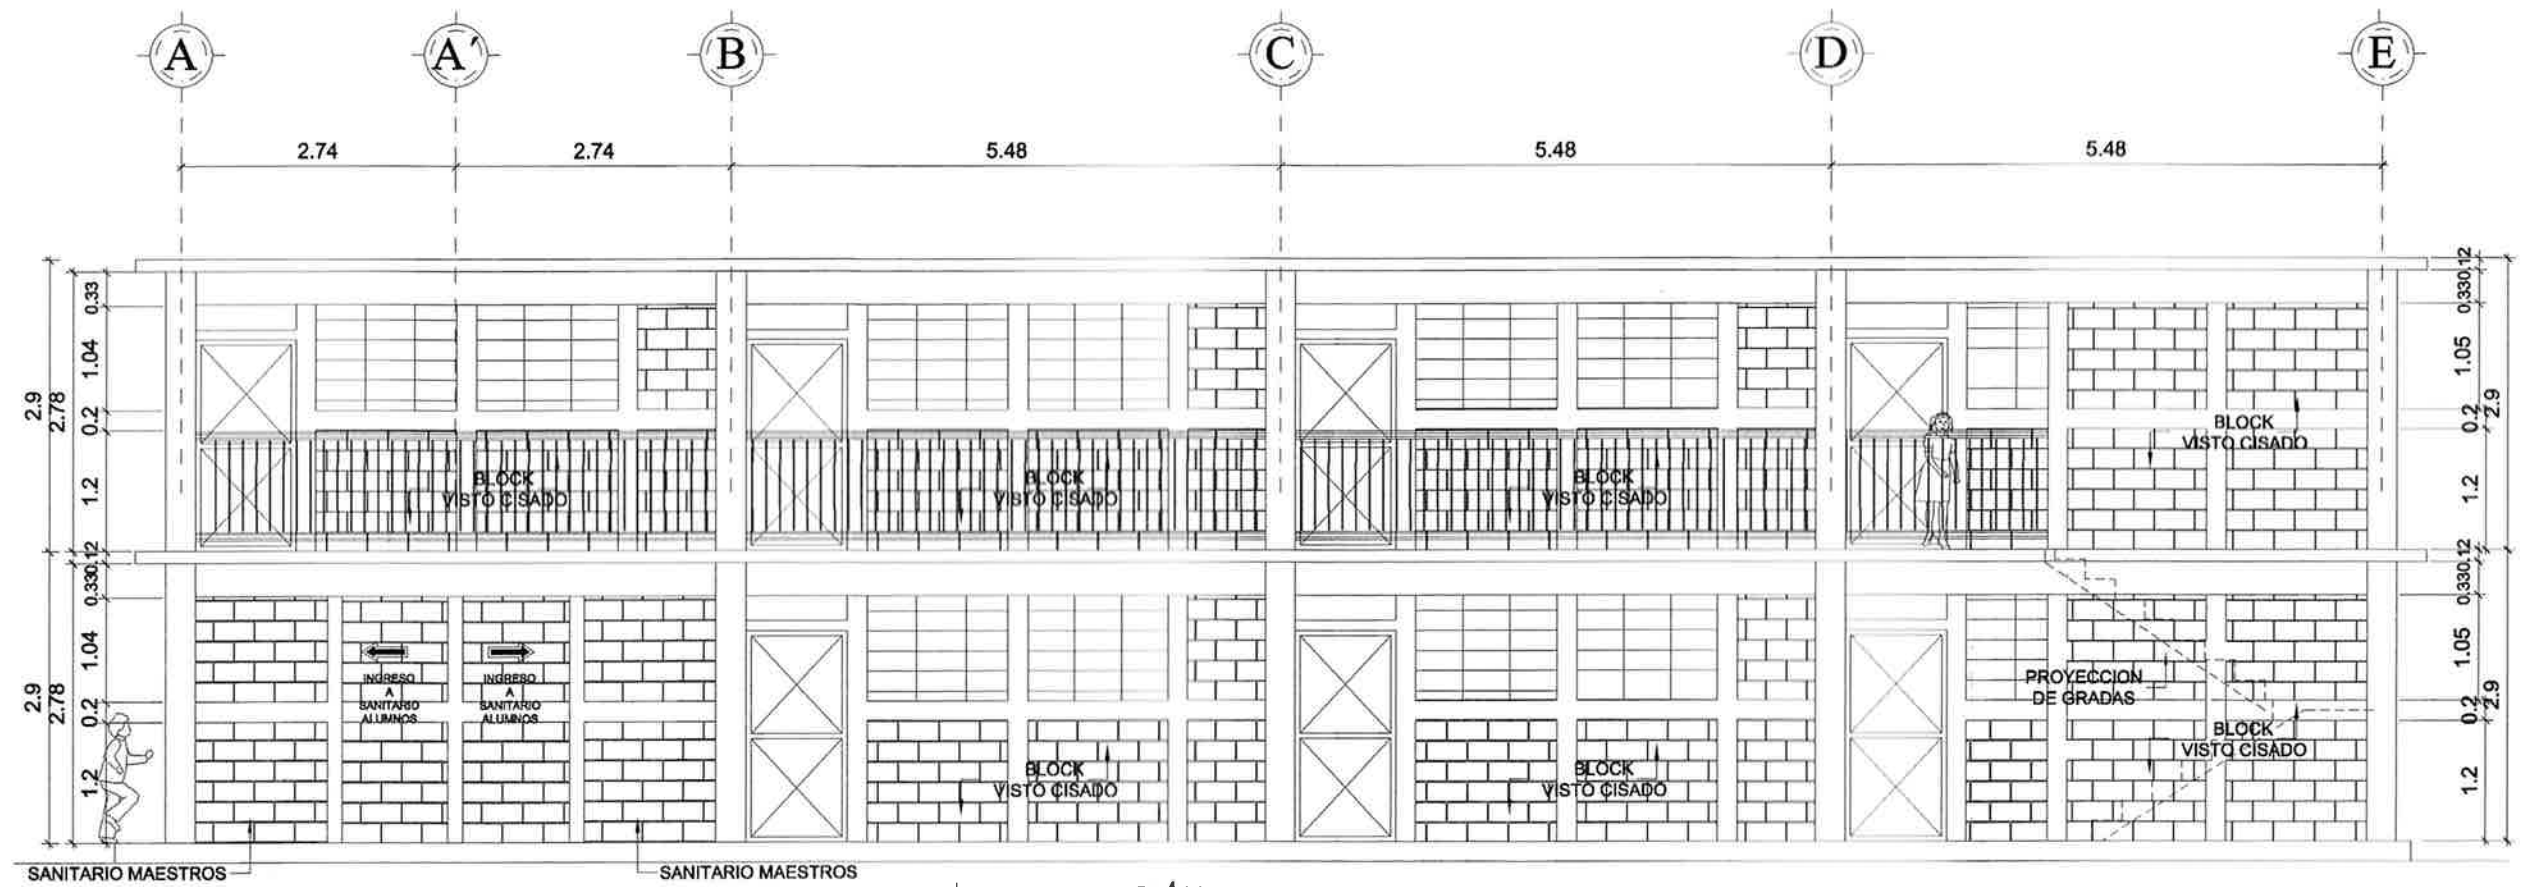 A A´ B C D E
2.74 2.74 5.48 5.48 5.48
0.33
1.04
0.2
1.2
2.9
2.78
0.12
0.33
1.04
0.2
1.2
2.9
2.78
0.12
0.33
1.05
0.2
1.2
2.9
0.12
0.33
1.05
0.2
1.2
2.9
BLOCK
VISTO CISADO
BLOCK
VISTO CISADO
BLOCK
VISTO CISADO
BLOCK
VISTO CISADO
INGRESO
A
SANITARIO
ALUMNOS
INGRESO
A
SANITARIO
ALUMNOS
BLOCK
VISTO CISADO
BLOCK
VISTO CISADO
PROYECCION
DE GRADAS
BLOCK
VISTO CISADO
SANITARIO MAESTROS
SANITARIO MAESTROS